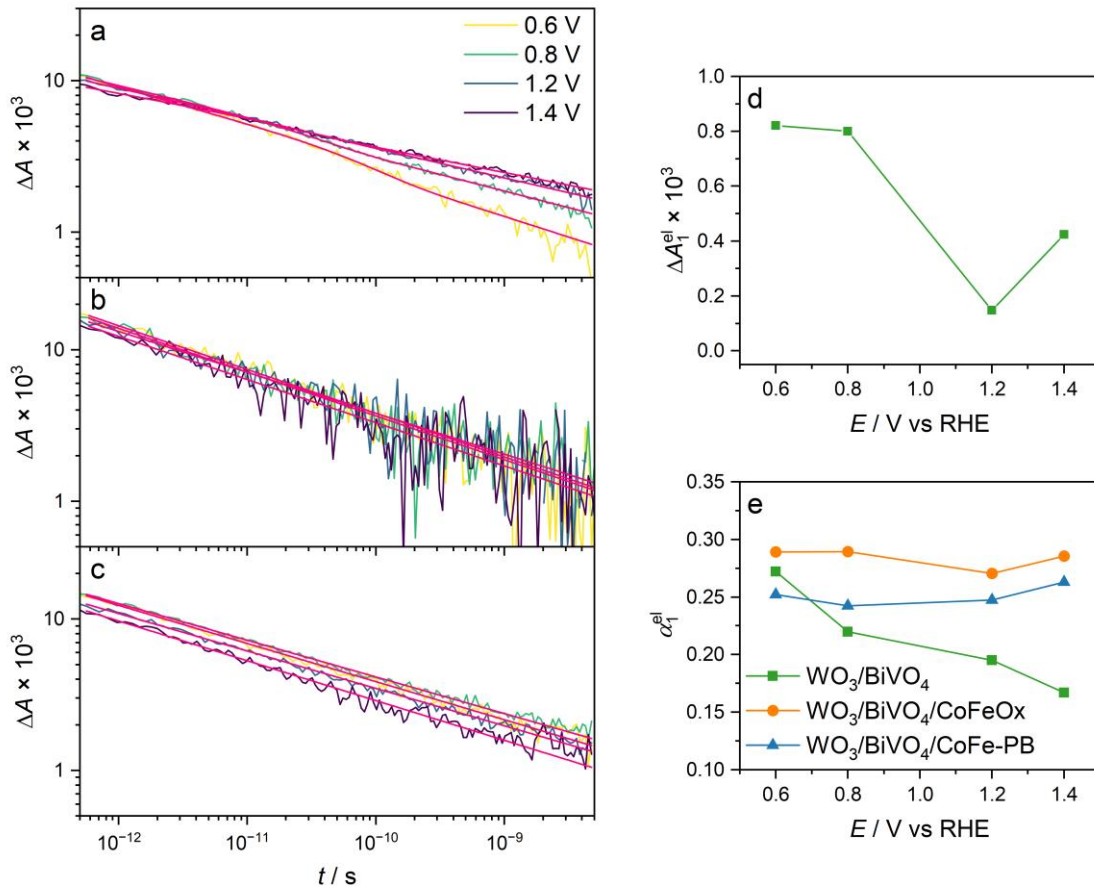 a
0.6 V
0.8 V
1.2 V
1.4 V
10
1
ΔA × 10³
b
10
1
ΔA × 10³
c
10
1
ΔA × 10³
10⁻¹² 10⁻¹¹ 10⁻¹⁰ 10⁻⁹
t / s
d
1.0
0.8
0.6
0.4
0.2
0.0
ΔA₁ᵉˡ × 10³
0.6 0.8 1.0 1.2 1.4
E / V vs RHE
e
0.35
0.30
0.25
0.20
0.15
0.10
α₁ᵉˡ
WO₃/BiVO₄
WO₃/BiVO₄/CoFeOx
WO₃/BiVO₄/CoFe-PB
0.6 0.8 1.0 1.2 1.4
E / V vs RHE